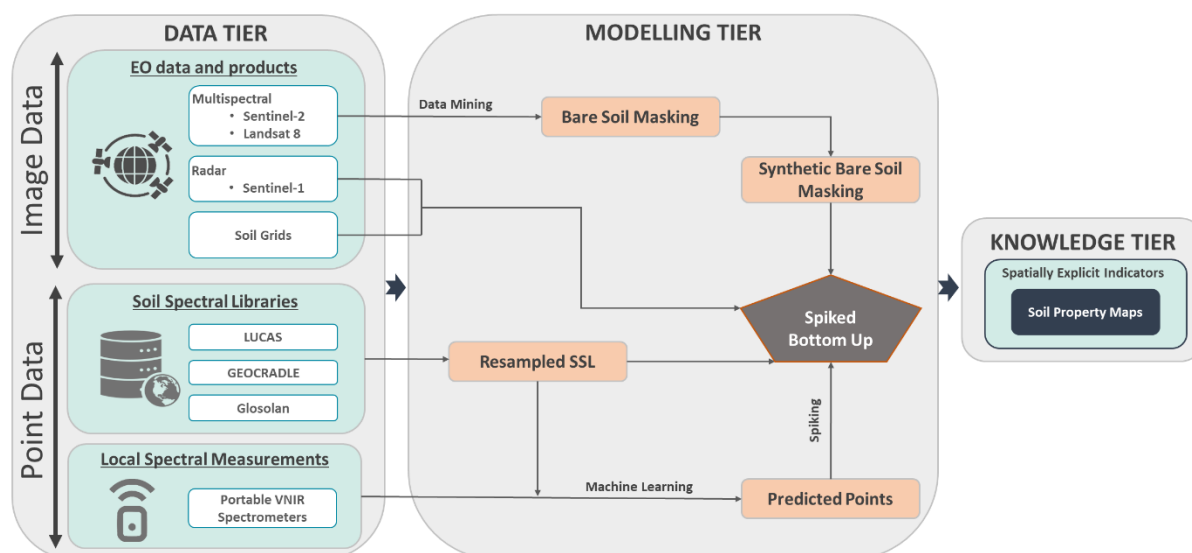 DATA TIER
Image Data
EO data and products
Multispectral
• Sentinel-2
• Landsat 8
Radar
• Sentinel-1
Soil Grids
Point Data
Soil Spectral Libraries
LUCAS
GEOCRADLE
Glosolan
Local Spectral Measurements
Portable VNIR
Spectrometers
MODELLING TIER
Data Mining
Bare Soil Masking
Synthetic Bare Soil
Masking
Spiked
Bottom Up
Resampled SSL
Spiking
Machine Learning
Predicted Points
KNOWLEDGE TIER
Spatially Explicit Indicators
Soil Property Maps